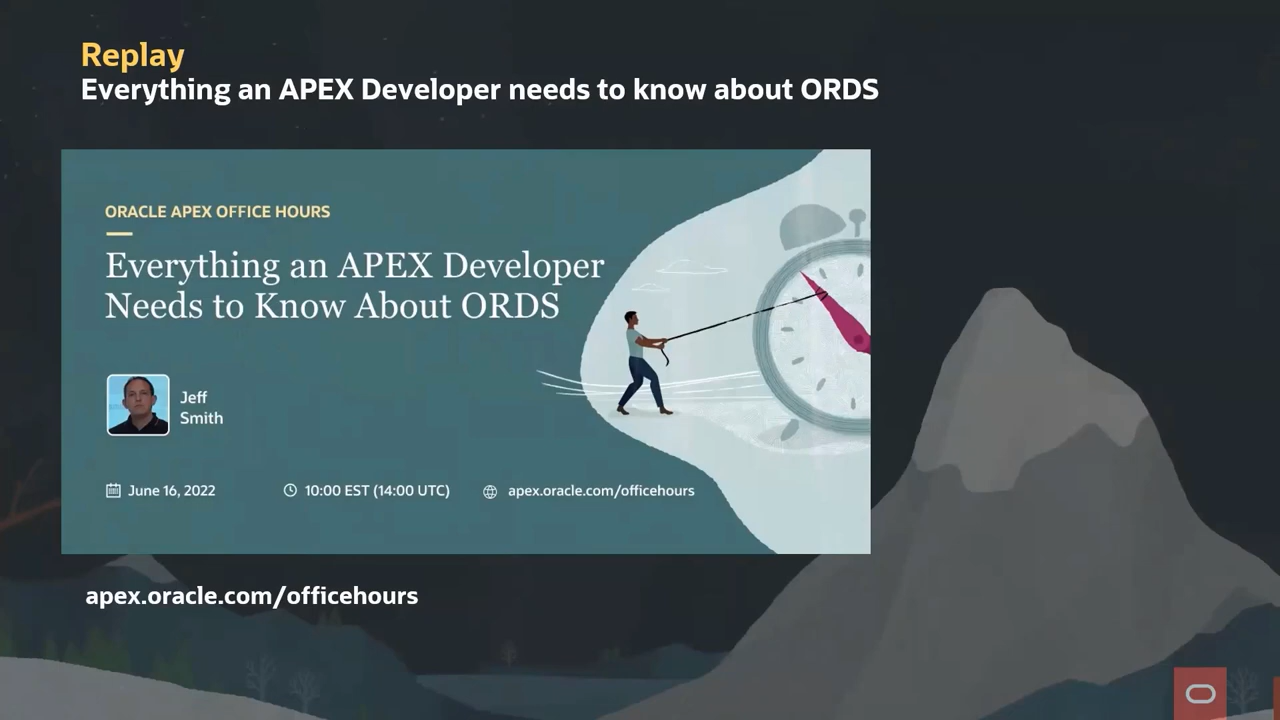 Replay
Everything an APEX Developer needs to know about ORDS
ORACLE APEX OFFICE HOURS
Everything an APEX Developer
Needs to Know About ORDS
Jeff
Smith
June 16, 2022
10:00 EST (14:00 UTC)
apex.oracle.com/officehours
apex.oracle.com/officehours